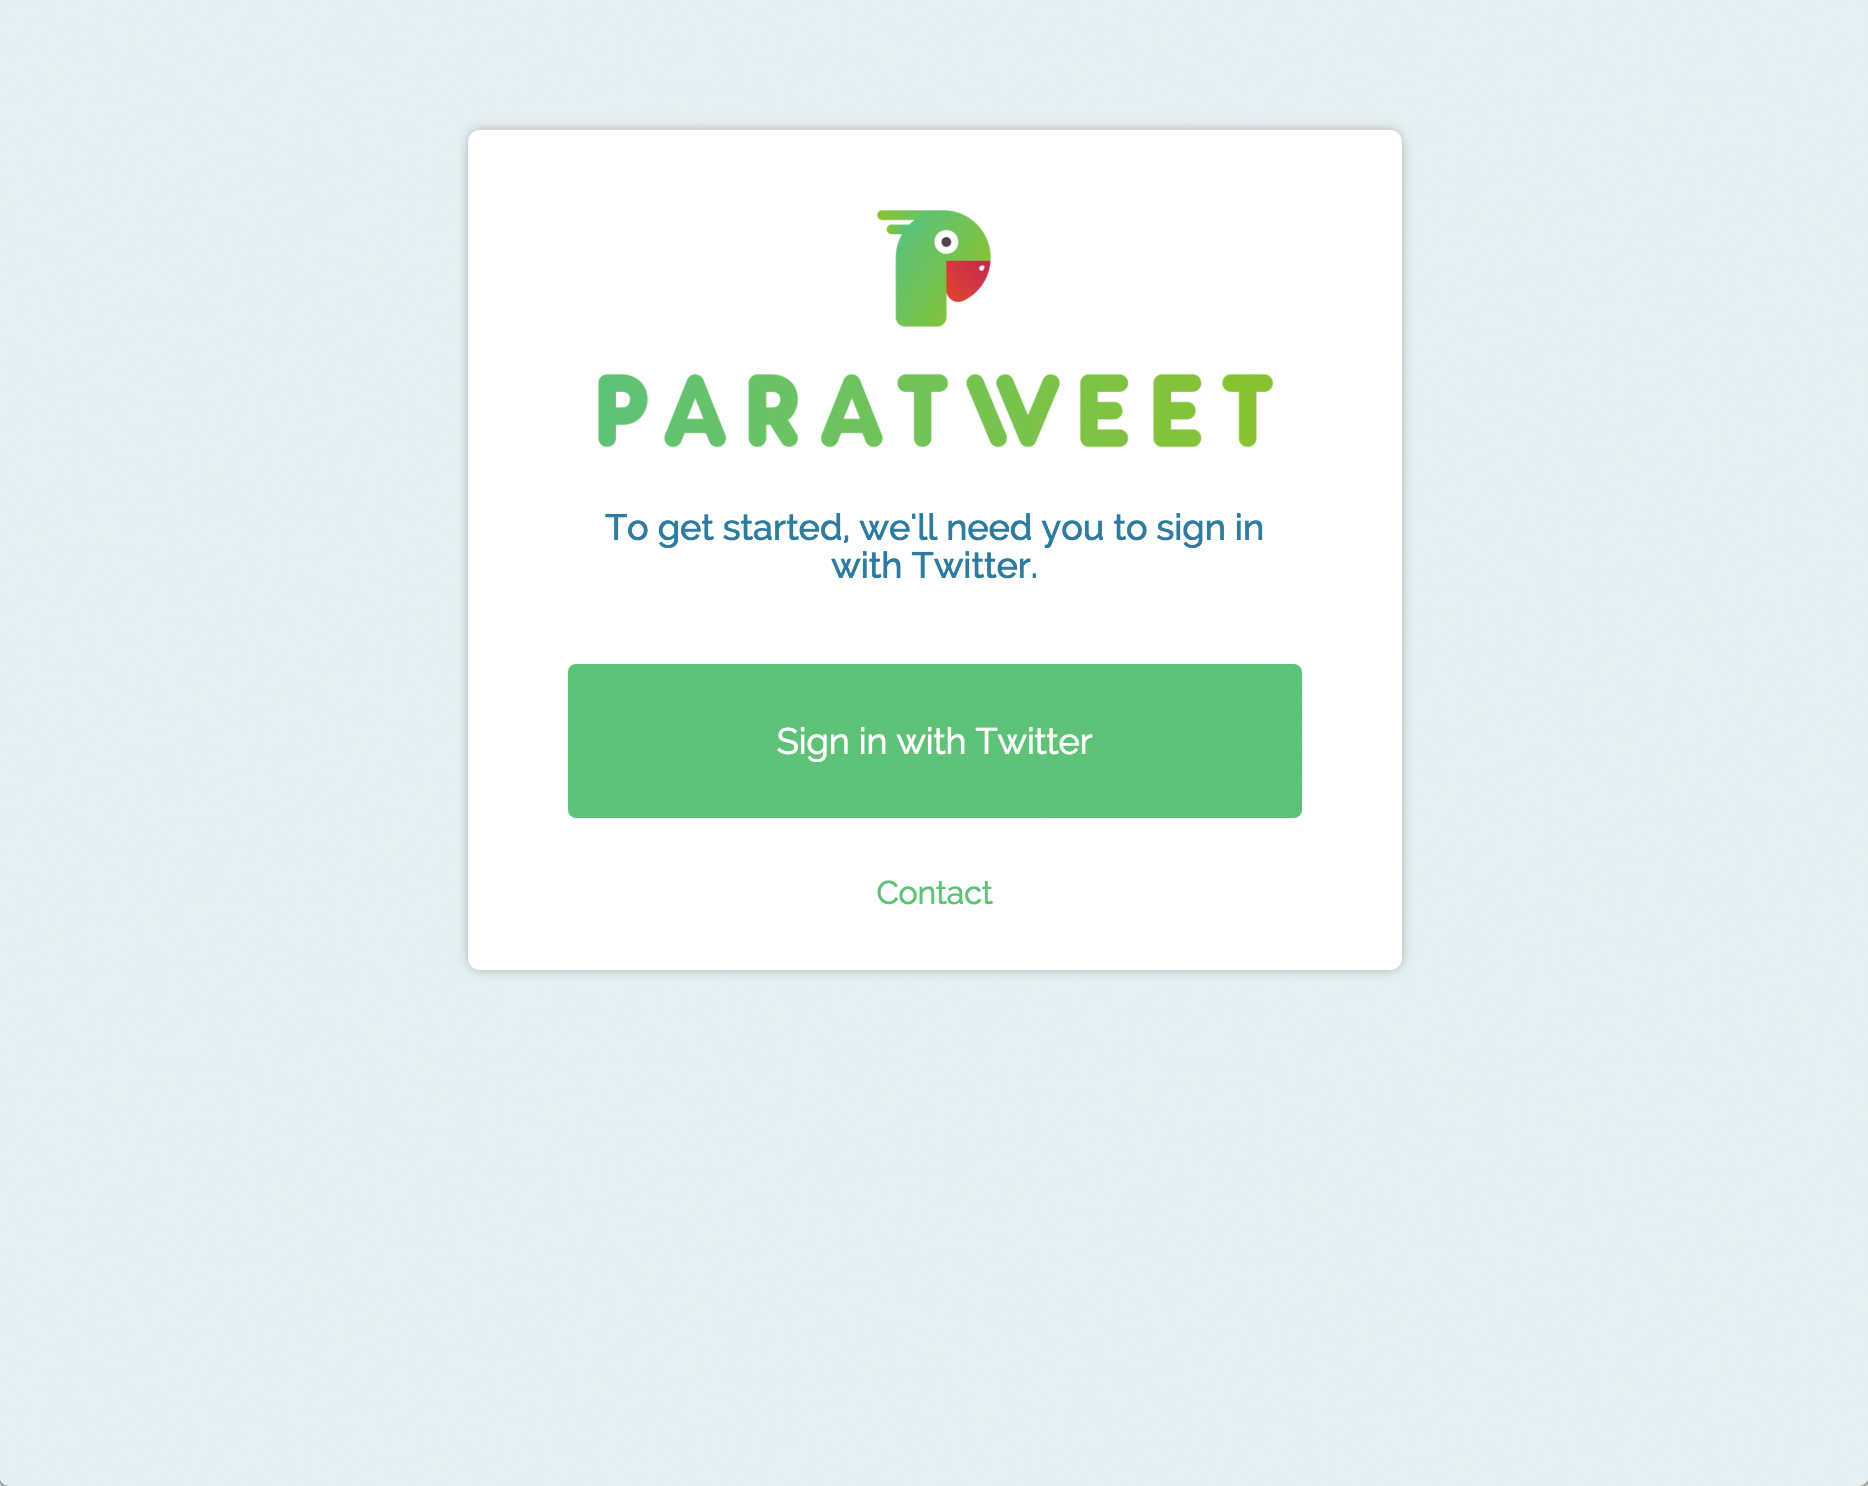 PARATWEET
To get started, we'll need you to sign in
with Twitter.
Sign in with Twitter
Contact